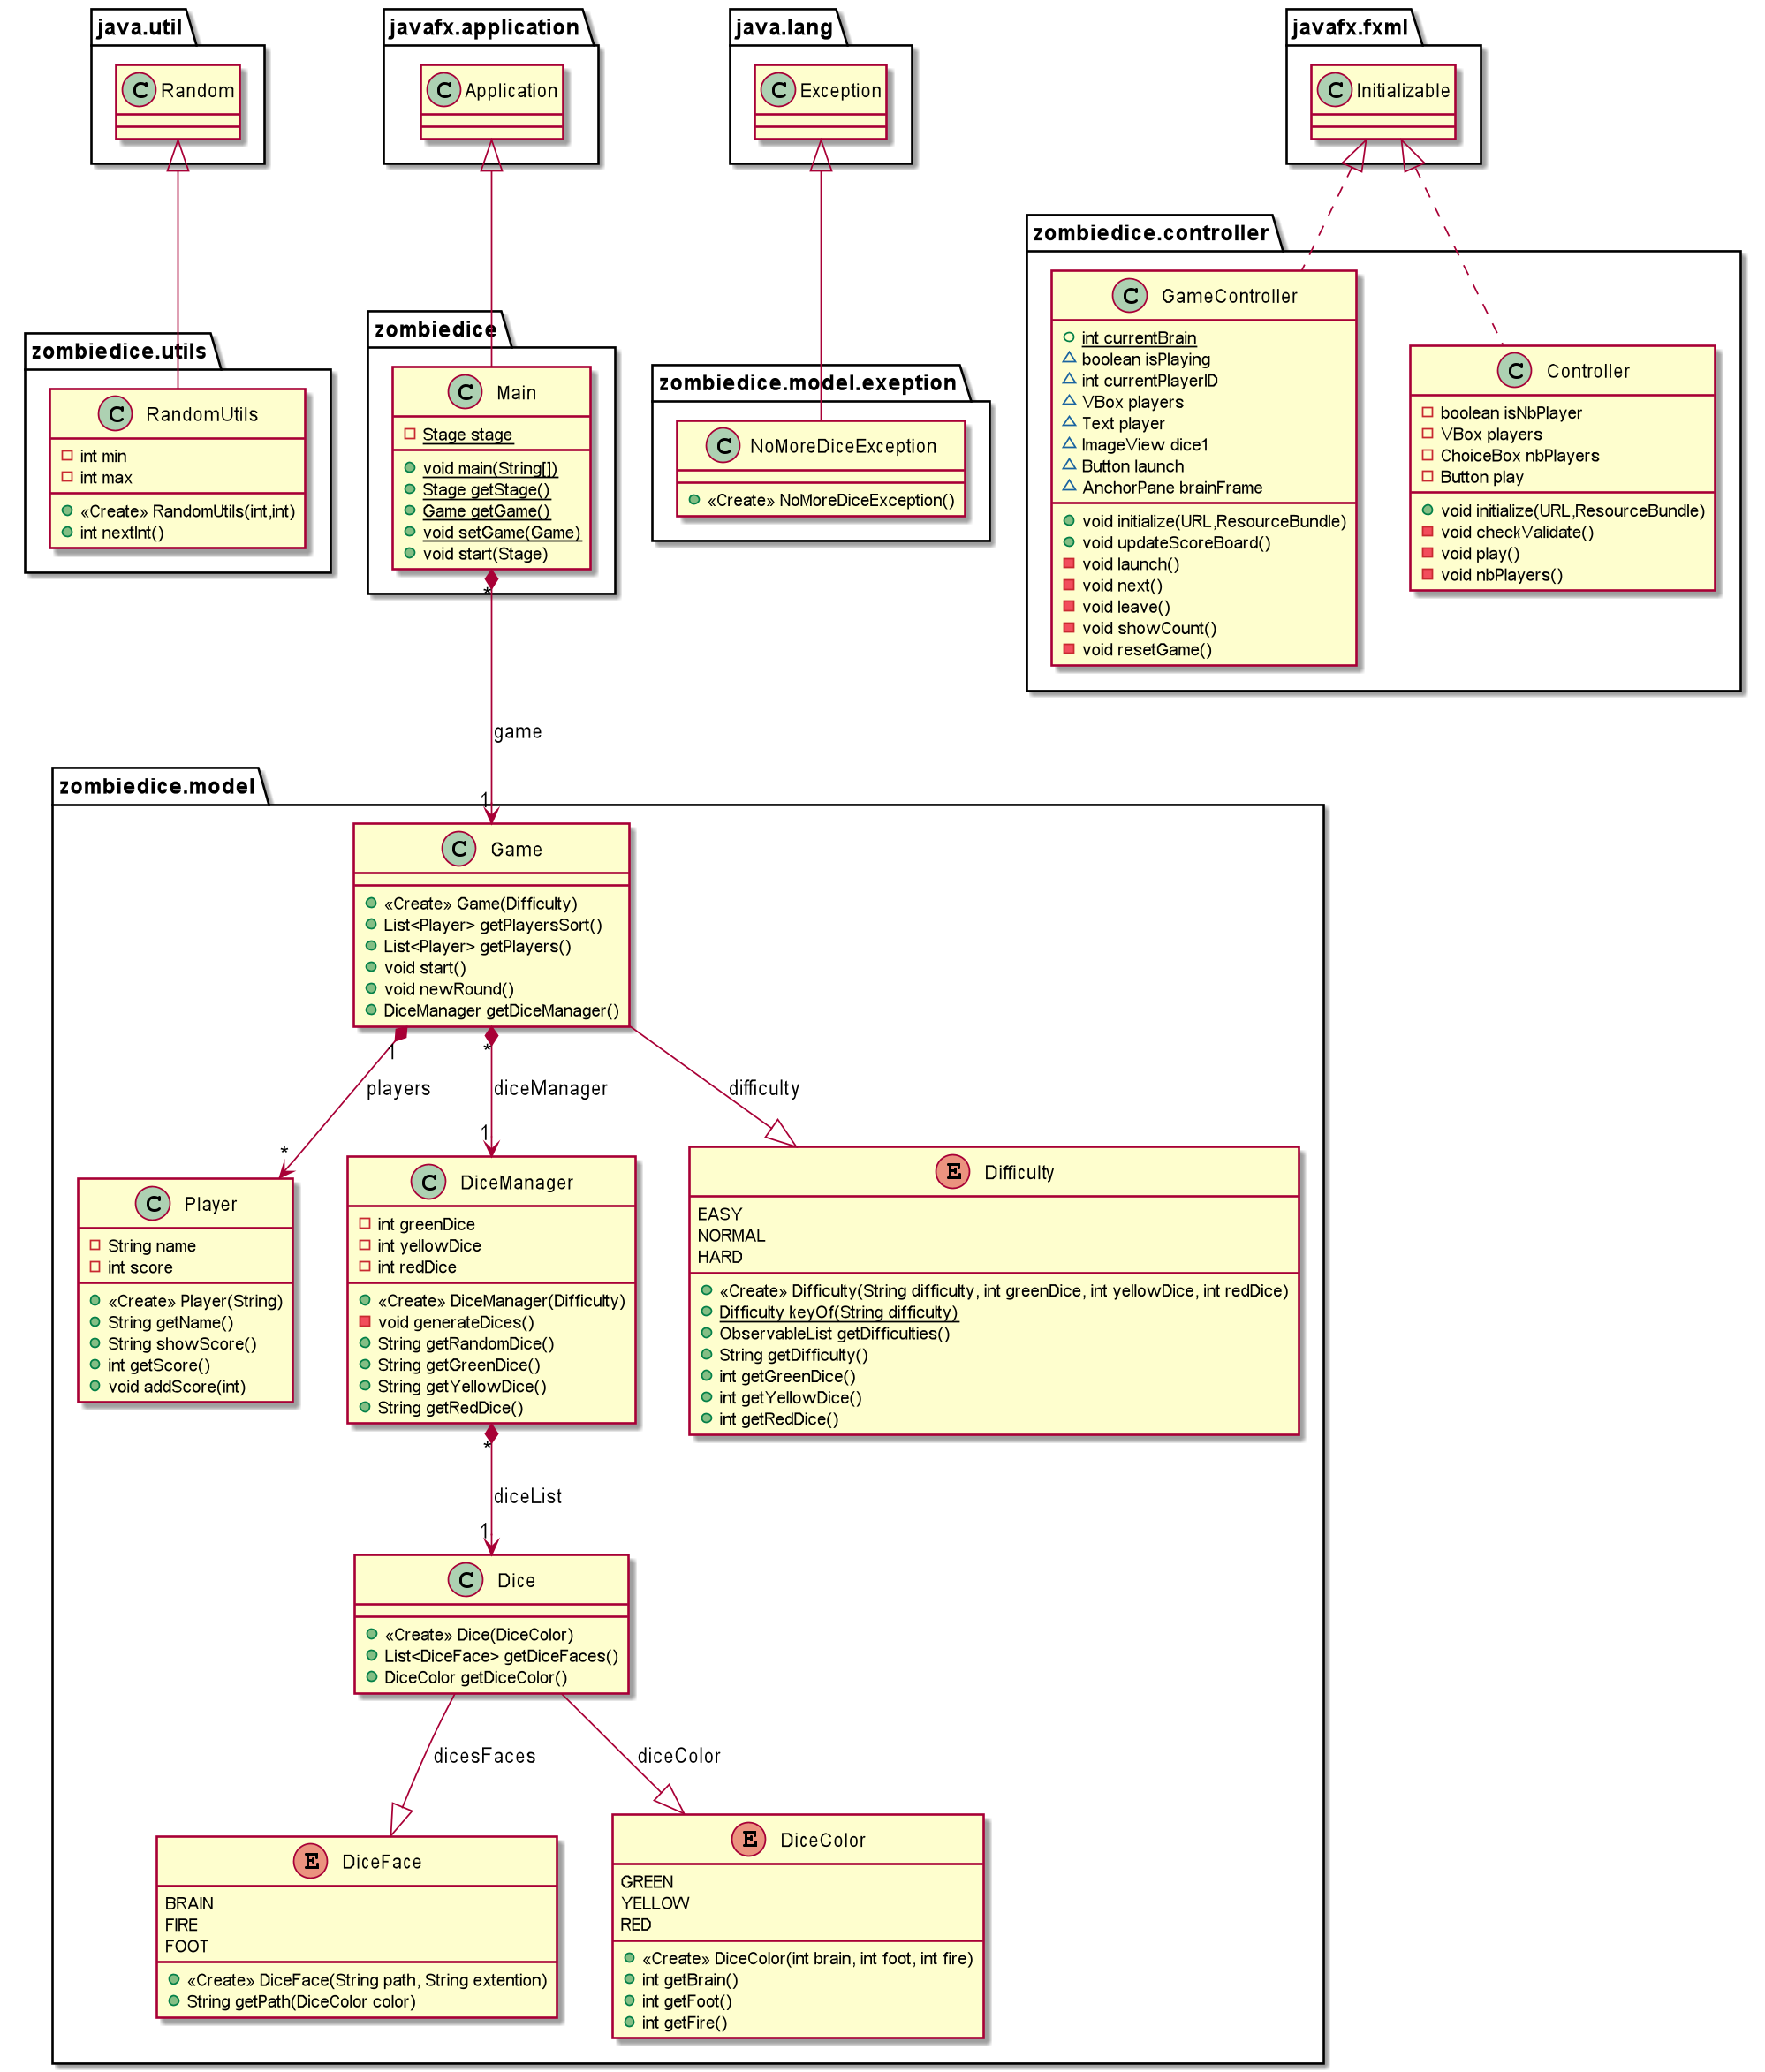 java.util
C Random
javafx.application
C Application
java.lang
C Exception
javafx.fxml
C Initializable
zombiedice.utils
C RandomUtils
int min
int max
«Create» RandomUtils(int,int)
int nextInt()
zombiedice
C Main
Stage stage
void main(String[])
Stage getStage()
Game getGame()
void setGame(Game)
void start(Stage)
zombiedice.model.exeption
C NoMoreDiceException
«Create» NoMoreDiceException()
zombiedice.controller
C GameController
int currentBrain
boolean isPlaying
int currentPlayerID
VBox players
Text player
ImageView dice1
Button launch
AnchorPane brainFrame
void initialize(URL,ResourceBundle)
void updateScoreBoard()
void launch()
void next()
void leave()
void showCount()
void resetGame()
C Controller
boolean isNbPlayer
VBox players
ChoiceBox nbPlayers
Button play
void initialize(URL,ResourceBundle)
void checkValidate()
void play()
void nbPlayers()
*
game
1
zombiedice.model
C Game
«Create» Game(Difficulty)
List<Player> getPlayersSort()
List<Player> getPlayers()
void start()
void newRound()
DiceManager getDiceManager()
1
players
*
*
diceManager
1
difficulty
C Player
String name
int score
«Create» Player(String)
String getName()
String showScore()
int getScore()
void addScore(int)
C DiceManager
int greenDice
int yellowDice
int redDice
«Create» DiceManager(Difficulty)
void generateDices()
String getRandomDice()
String getGreenDice()
String getYellowDice()
String getRedDice()
E Difficulty
EASY
NORMAL
HARD
«Create» Difficulty(String difficulty, int greenDice, int yellowDice, int redDice)
Difficulty keyOf(String difficulty)
ObservableList getDifficulties()
String getDifficulty()
int getGreenDice()
int getYellowDice()
int getRedDice()
*
diceList
1
C Dice
«Create» Dice(DiceColor)
List<DiceFace> getDiceFaces()
DiceColor getDiceColor()
dicesFaces
diceColor
E DiceFace
BRAIN
FIRE
FOOT
«Create» DiceFace(String path, String extention)
String getPath(DiceColor color)
E DiceColor
GREEN
YELLOW
RED
«Create» DiceColor(int brain, int foot, int fire)
int getBrain()
int getFoot()
int getFire()